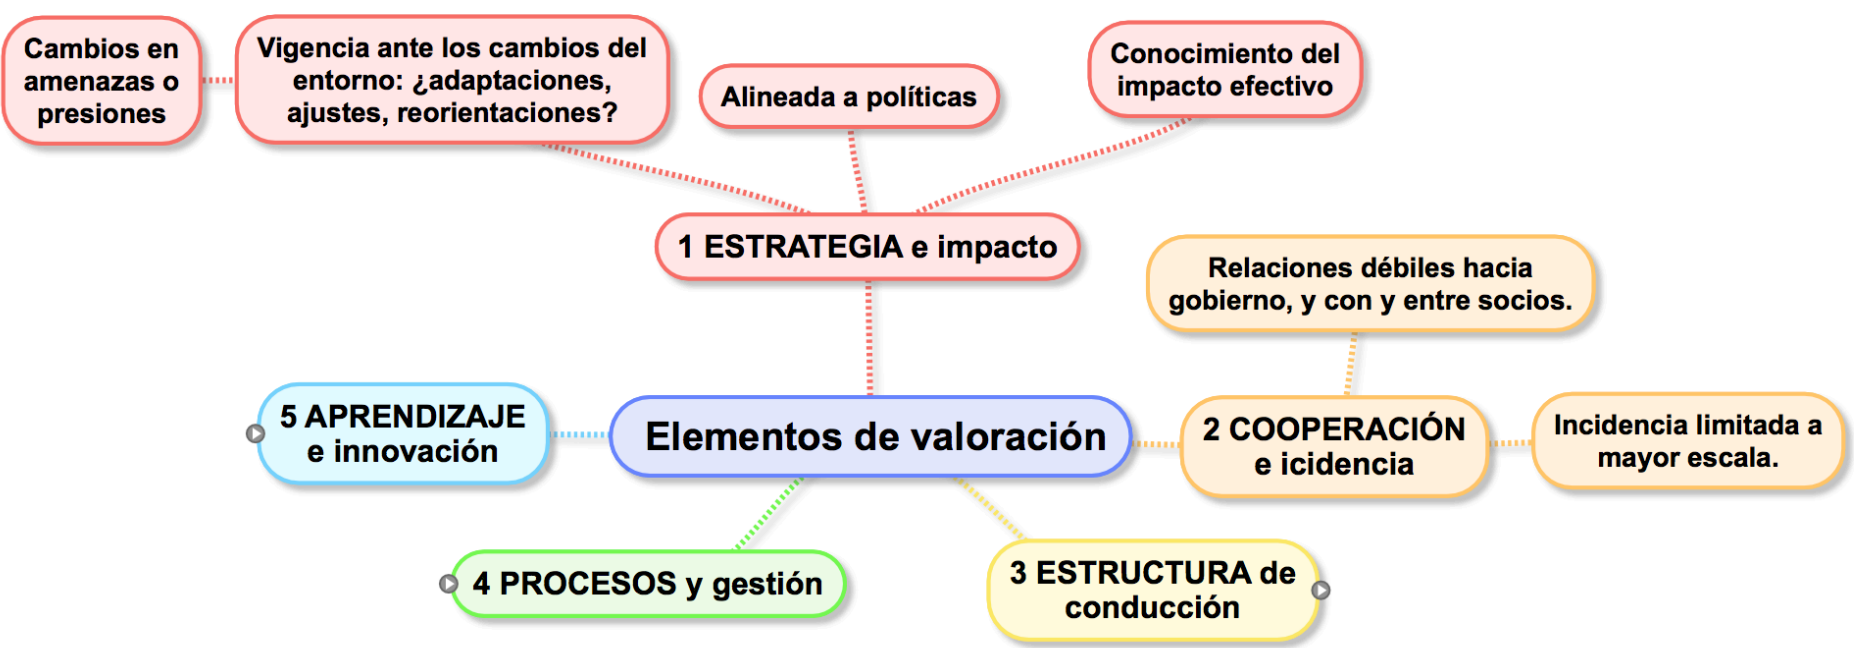 Cambios en
amenazas o
presiones
Vigencia ante los cambios del
entorno: ¿adaptaciones,
ajustes, reorientaciones?
Alineada a políticas
Conocimiento del
impacto efectivo
1 ESTRATEGIA e impacto
Relaciones débiles hacia
gobierno, y con y entre socios.
5 APRENDIZAJE
e innovación
Elementos de valoración
2 COOPERACIÓN
e icidencia
Incidencia limitada a
mayor escala.
4 PROCESOS y gestión
3 ESTRUCTURA de
conducción